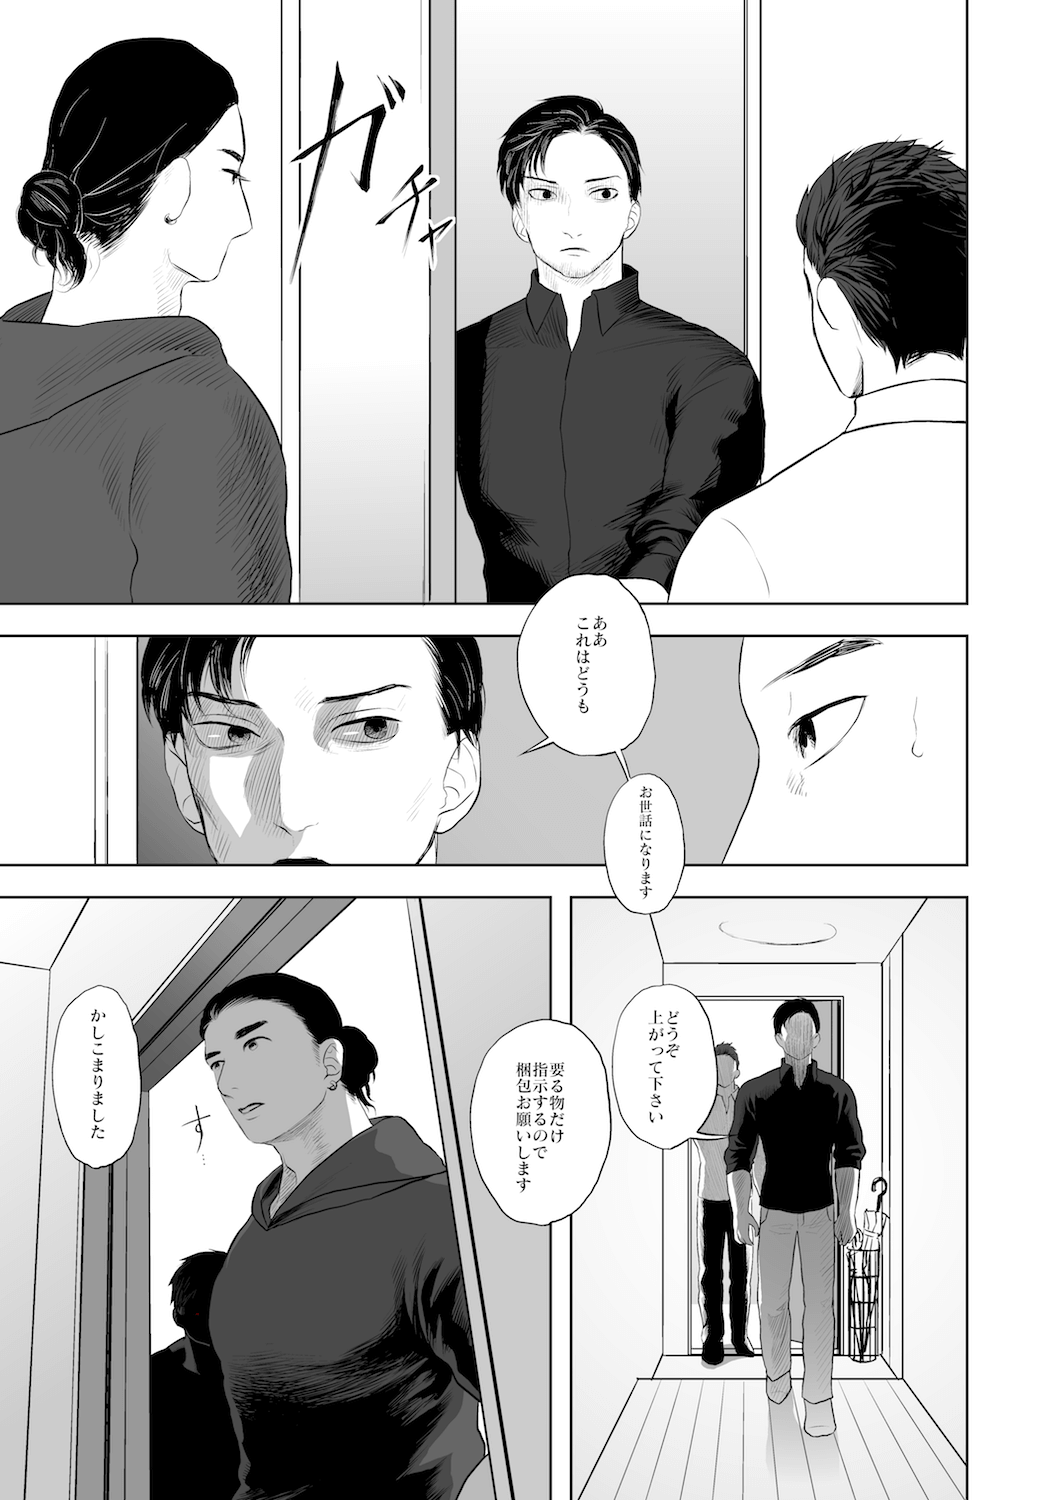 ガチャ
ああ
これはどうも
お世話になります
どうぞ
上がって下さい
要る物だけ
指示するので
梱包お願いします
す…
かしこまりました